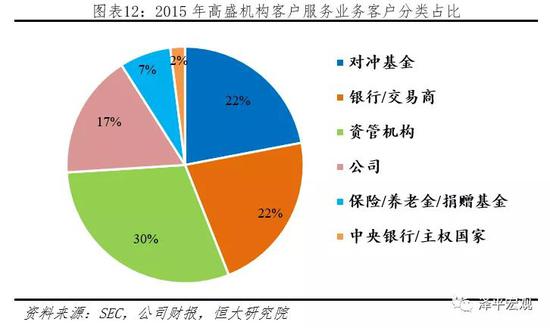 图表12：2015年高盛机构客户服务业务客户分类占比
2%
7%
22%
17%
22%
30%
对冲基金
银行/交易商
资管机构
公司
保险/养老金/捐赠基金
中央银行/主权国家
资料来源：SEC，公司财报，恒大研究院
泽平宏观